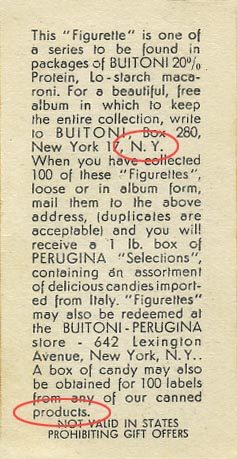 This "Figurette" is one of
a series to be found in
packages of BUITONI 20%
Protein, Lo-starch maca-
roni. For a beautiful, free
album in which to keep
the entire collection, write
to BUITONI, Box 280,
New York 17, N. Y.
When you have collected
100 of these "Figurettes",
loose or in album form,
mail them to the above
address, (duplicates are
acceptable) and you will
receive a 1 lb. box of
PERUGINA "Selections",
containing an assortment
of delicious candies import-
ed from Italy. "Figurettes"
may also be redeemed at
the BUITONI-PERUGINA
store - 642 Lexington
Avenue, New York, N.Y..
A box of candy may also
be obtained for 100 labels
from any of our canned
products.
NOT VALID IN STATES
PROHIBITING GIFT OFFERS